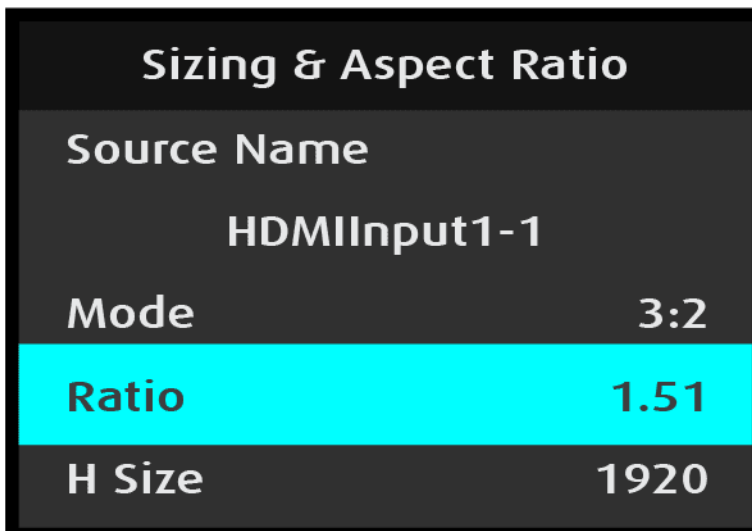 Sizing & Aspect Ratio
Source Name
HDMIInput1-1
Mode 3:2
Ratio 1.51
H Size 1920